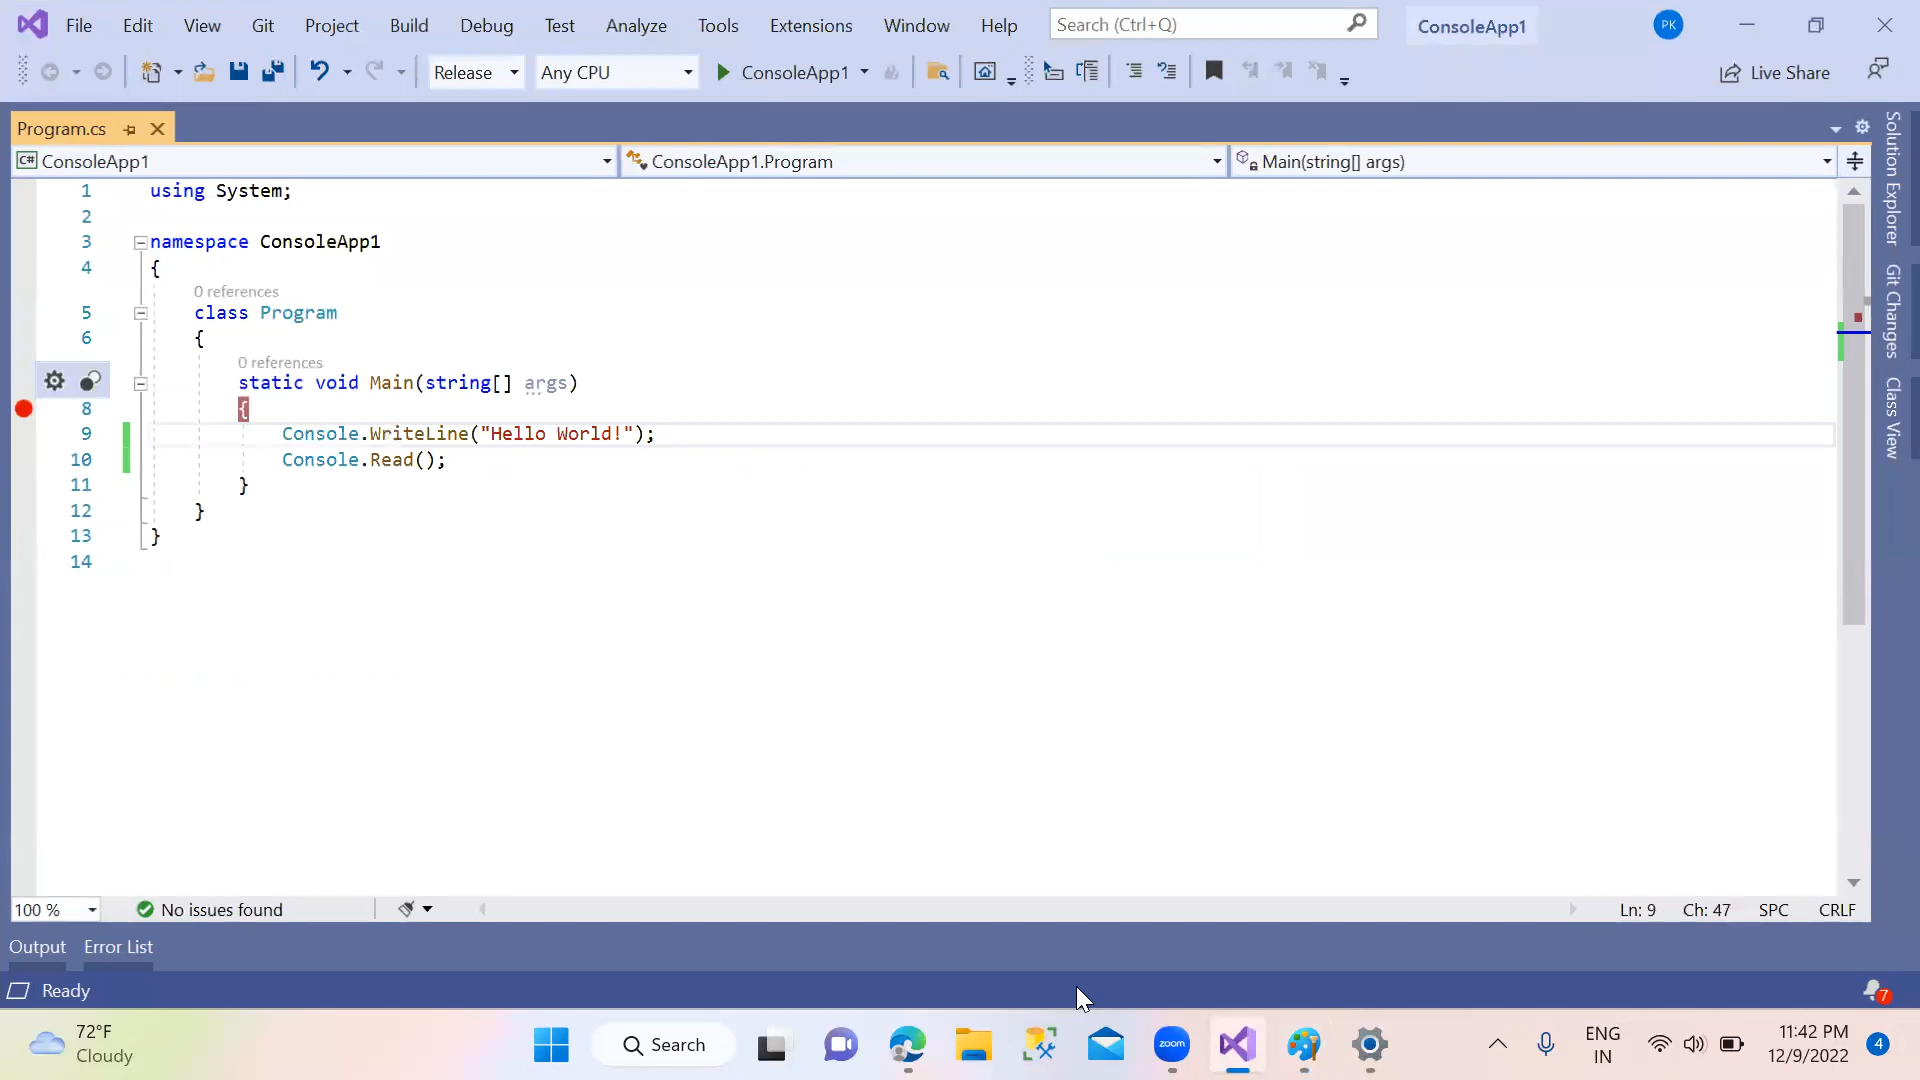 File Edit View Git Project Build Debug Test Analyze Tools Extensions Window Help Search (Ctrl+Q) ConsoleApp1 PK
Release Any CPU ConsoleApp1 Live Share
Program.cs
C# ConsoleApp1 ConsoleApp1.Program Main(string[] args)
1 using System;
2
3 namespace ConsoleApp1
4 {
0 references
5 class Program
6 {
0 references
static void Main(string[] args)
8 {
9 Console.WriteLine("Hello World!");
10 Console.Read();
11 }
12 }
13 }
14
Solution Explorer
Git Changes
Class View
100 % No issues found Ln: 9 Ch: 47 SPC CRLF
Output Error List
Ready 7
72°F
Cloudy
Search
zoom
ENG
IN
11:42 PM
12/9/2022
4